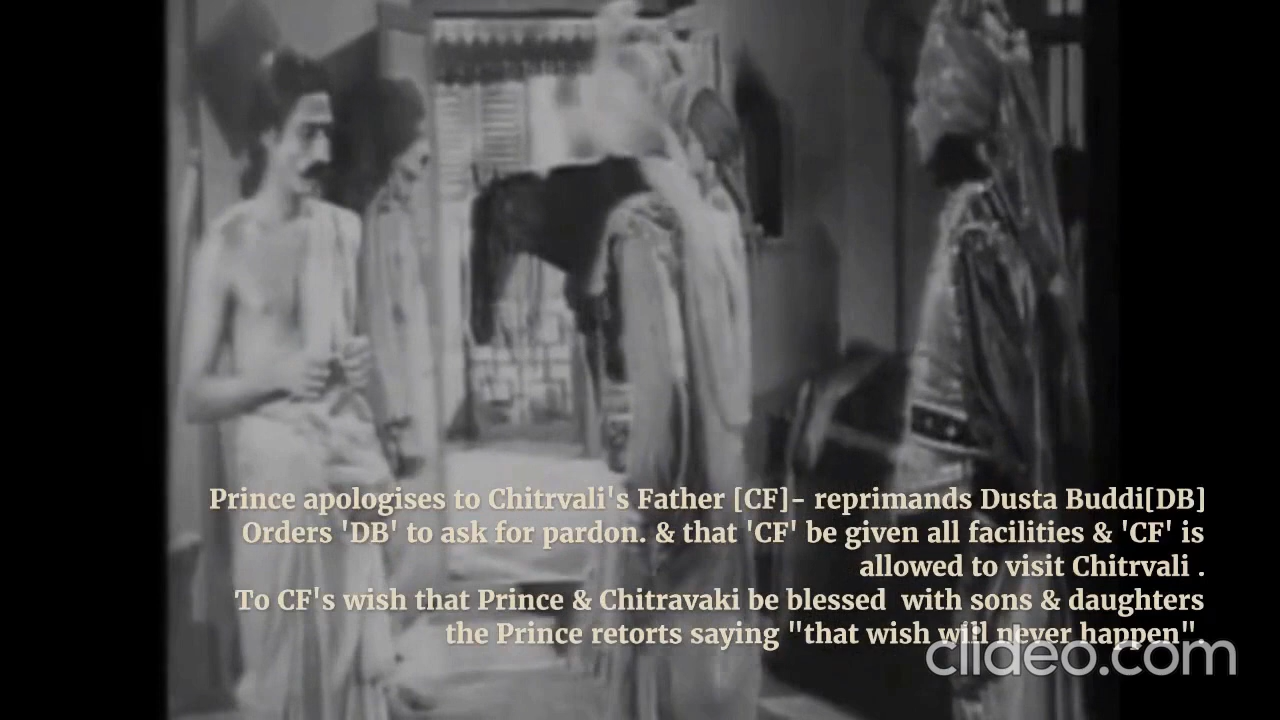 Prince apologises to Chitrvali's Father [CF]- reprimands Dusta Buddi[DB]
Orders 'DB' to ask for pardon. & that 'CF' be given all facilities & 'CF' is
allowed to visit Chitrvali .
To CF's wish that Prince & Chitravaki be blessed  with sons & daughters
the Prince retorts saying "that wish will never happen".
clideo.com